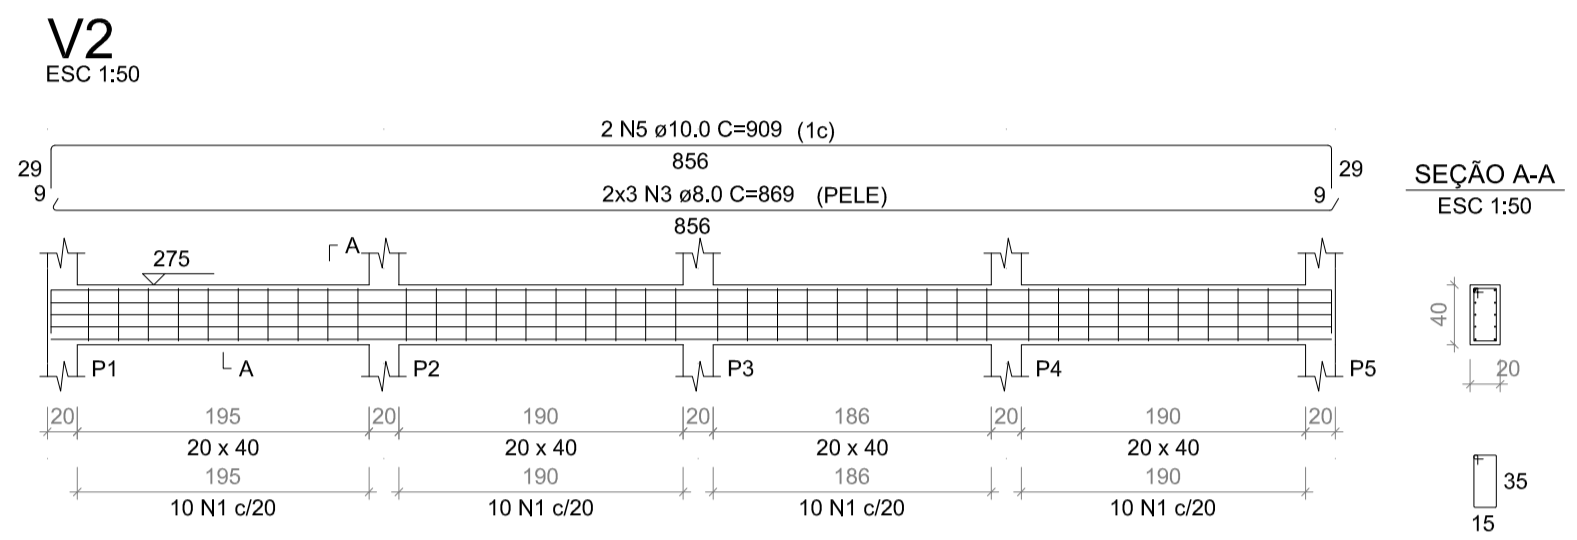 V2
ESC 1:50
2 N5 ø10.0 C=909 (1c)
29 856 29
2x3 N3 ø8.0 C=869 (PELE)
9 9
856
SEÇÃO A-A
ESC 1:50
A
275
40
20
P1 A P2 P3 P4 P5
20 195 20 190 20 186 20 190 20
20 x 40 20 x 40 20 x 40 20 x 40
195 190 186 190
10 N1 c/20 10 N1 c/20 10 N1 c/20 10 N1 c/20
35
15